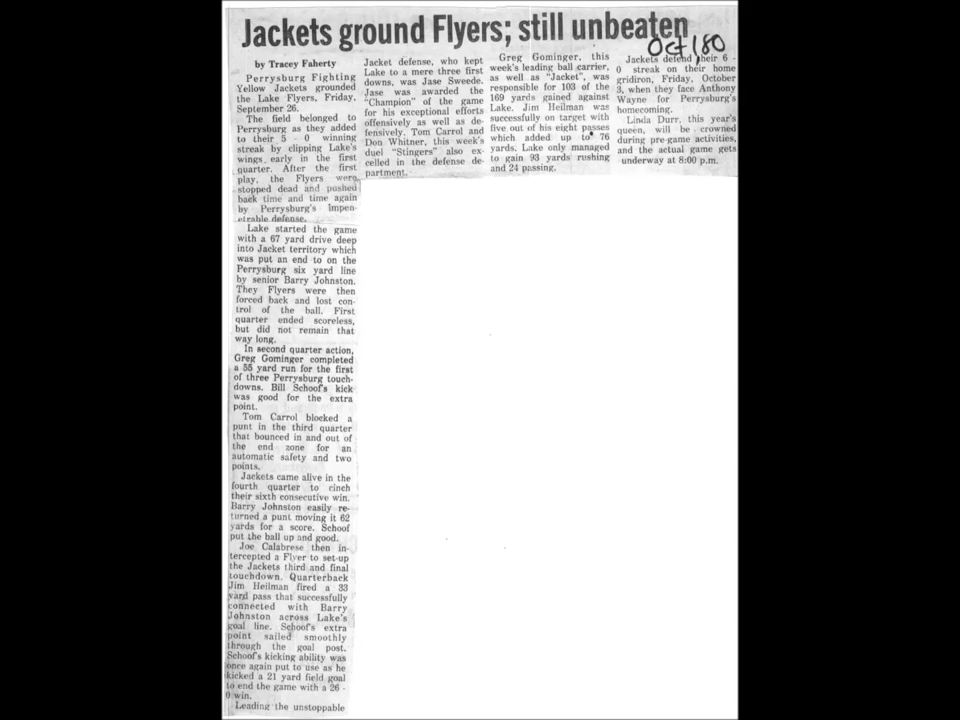 Jackets ground Flyers; still unbeaten
Oct/80
by Tracey Faherty
Perrysburg Fighting
Yellow Jackets grounded
the Lake Flyers, Friday,
September 26.
The field belonged to
Perrysburg as they added
to their 5 - 0 winning
streak by clipping Lake's
wings early in the first
quarter. After the first
play, the Flyers were
stopped dead and pushed
back time and time again
by Perrysburg's Impen-
etrable defense.
Lake started the game
with a 67 yard drive deep
into Jacket territory which
was put an end to on the
Perrysburg six yard line
by senior Barry Johnston.
They Flyers were then
forced back and lost con-
trol of the ball. First
quarter ended scoreless,
but did not remain that
way long.
In second quarter action,
Greg Gominger completed
a 55 yard run for the first
of three Perrysburg touch-
downs. Bill Schoof's kick
was good for the extra
point.
Tom Carrol blocked a
punt in the third quarter
that bounced in and out of
the end zone for an
automatic safety and two
points.
Jackets came alive in the
fourth quarter to cinch
their sixth consecutive win.
Barry Johnston easily re-
turned a punt moving it 62
yards for a score. Schoof
put the ball up and good.
Joe Calabrese then in-
tercepted a Flyer to set-up
the Jackets third and final
touchdown. Quarterback
Jim Heilman fired a 33
yard pass that successfully
connected with Barry
Johnston across Lake's
goal line. Schoof's extra
point sailed smoothly
through the goal post.
Schoof's kicking ability was
once again put to use as he
kicked a 21 yard field goal
to end the game with a 26 -
0 win.
Leading the unstoppable
Jacket defense, who kept
Lake to a mere three first
downs, was Jase Sweede.
Jase was awarded the
"Champion" of the game
for his exceptional efforts
offensively as well as de-
fensively. Tom Carrol and
Don Whitner, this week's
duel "Stingers" also ex-
celled in the defense de-
partment.
Greg Gominger, this
week's leading ball carrier,
as well as "Jacket", was
responsible for 103 of the
169 yards gained against
Lake. Jim Heilman was
successfully on target with
five out of his eight passes
which added up to 76
yards. Lake only managed
to gain 93 yards rushing
and 24 passing.
Jackets defend their 6 -
0 streak on their home
gridiron, Friday, October
3, when they face Anthony
Wayne for Perrysburg's
homecoming.
Linda Durr, this year's
queen, will be crowned
during pre-game activities,
and the actual game gets
underway at 8:00 p.m.